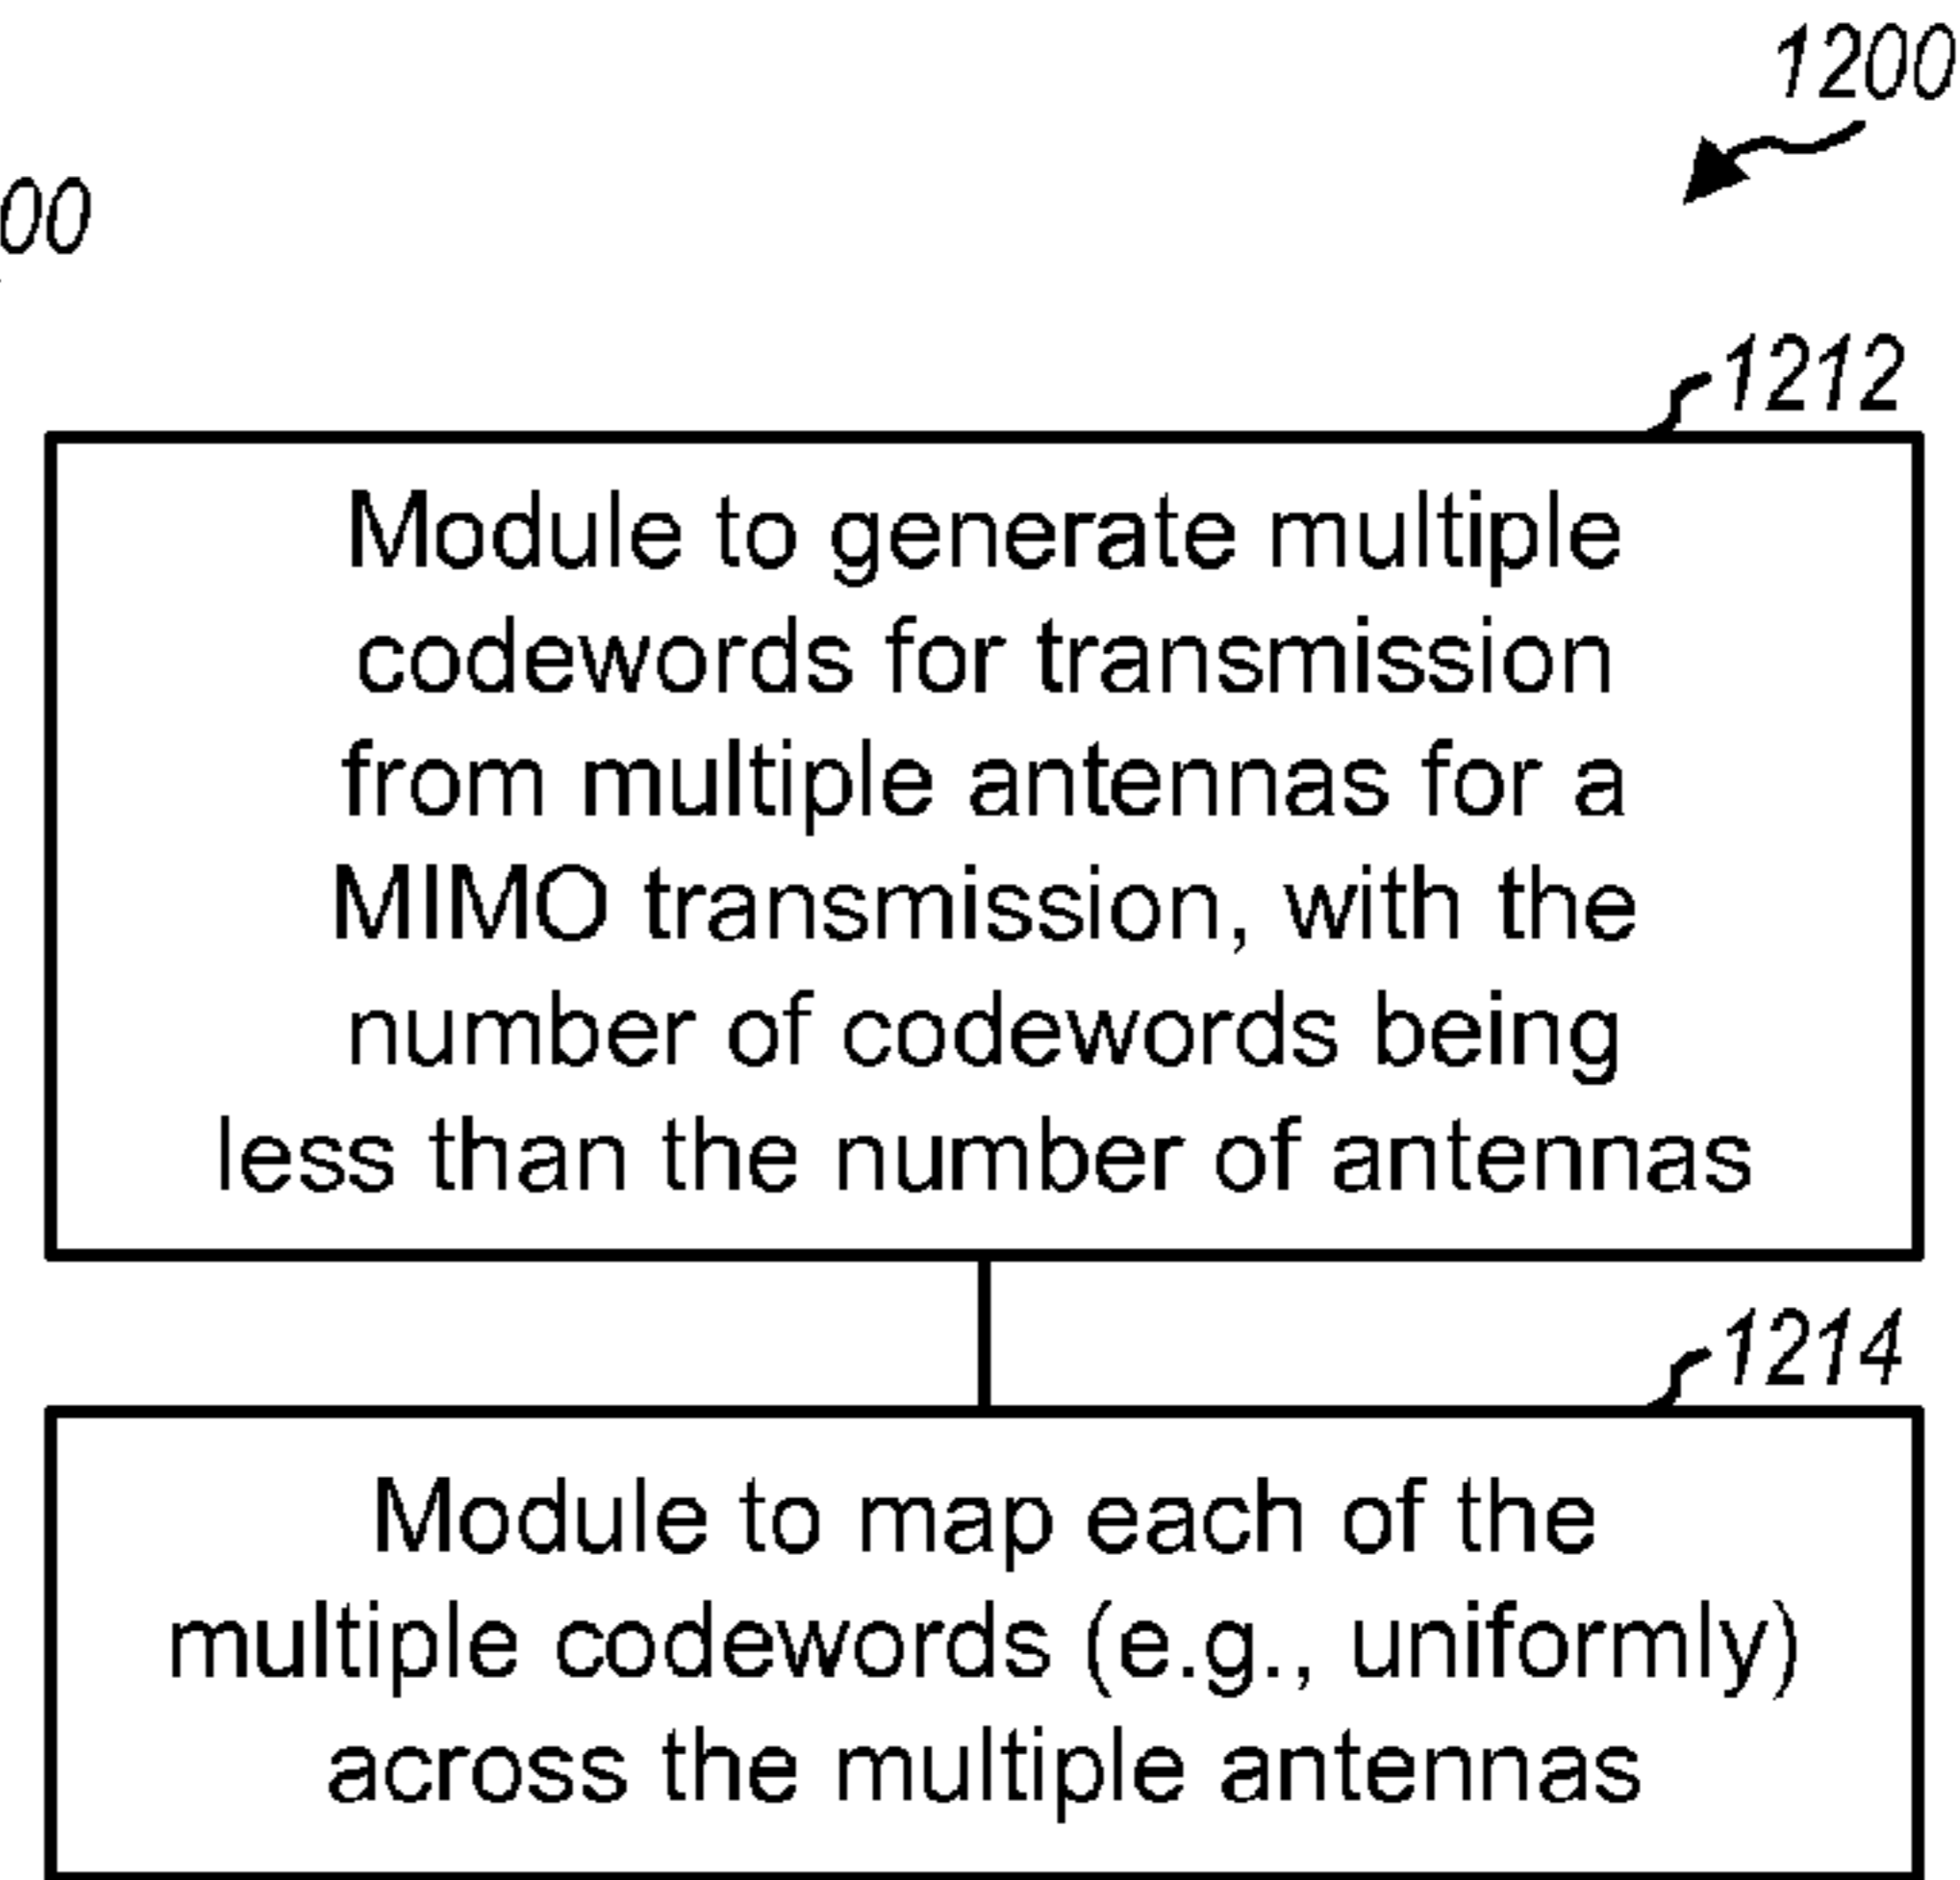 1200
00
1212
Module to generate multiple
codewords for transmission
from multiple antennas for a
MIMO transmission, with the
number of codewords being
less than the number of antennas
1214
Module to map each of the
multiple codewords (e.g., uniformly)
across the multiple antennas